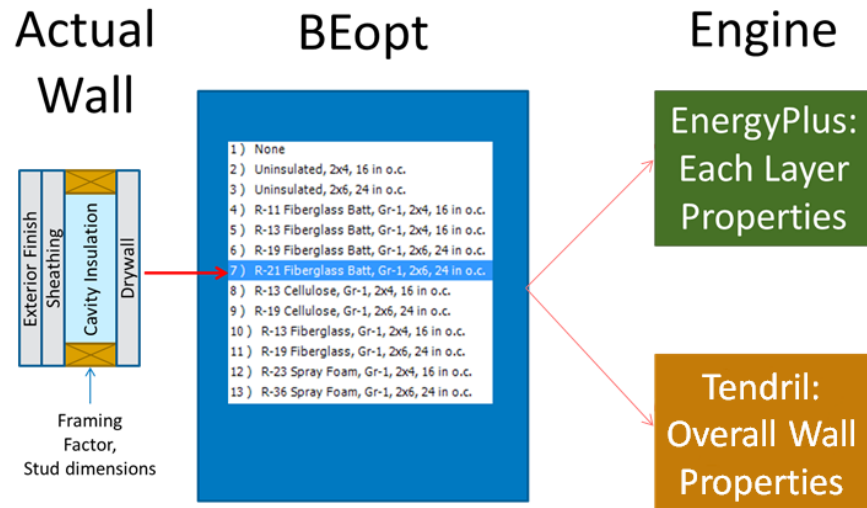 Actual
Wall
BEopt
Engine
Exterior Finish
Sheathing
Cavity Insulation
Drywall
Framing
Factor,
Stud dimensions
1 ) None
2 ) Uninsulated, 2x4, 16 in o.c.
3 ) Uninsulated, 2x6, 24 in o.c.
4 ) R-11 Fiberglass Batt, Gr-1, 2x4, 16 in o.c.
5 ) R-13 Fiberglass Batt, Gr-1, 2x4, 16 in o.c.
6 ) R-19 Fiberglass Batt, Gr-1, 2x6, 24 in o.c.
7 ) R-21 Fiberglass Batt, Gr-1, 2x6, 24 in o.c.
8 ) R-13 Cellulose, Gr-1, 2x4, 16 in o.c.
9 ) R-19 Cellulose, Gr-1, 2x6, 24 in o.c.
10 ) R-13 Fiberglass, Gr-1, 2x4, 16 in o.c.
11 ) R-19 Fiberglass, Gr-1, 2x6, 24 in o.c.
12 ) R-23 Spray Foam, Gr-1, 2x4, 16 in o.c.
13 ) R-36 Spray Foam, Gr-1, 2x6, 24 in o.c.
EnergyPlus:
Each Layer
Properties
Tendril:
Overall Wall
Properties